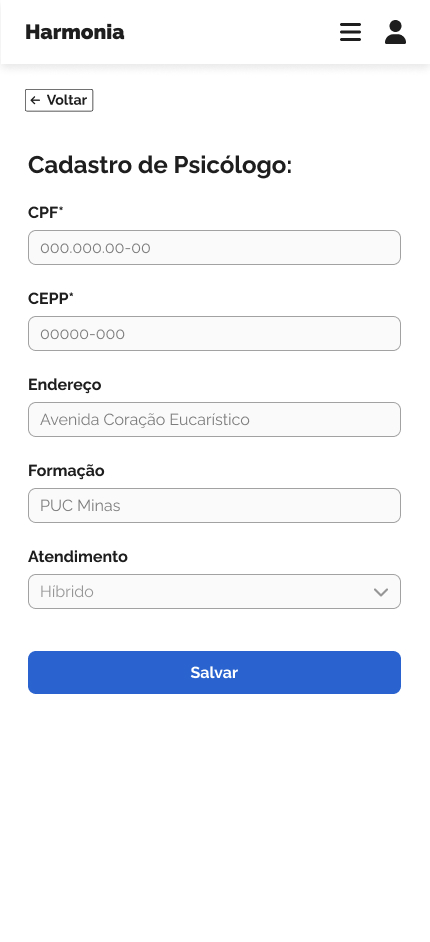 Harmonia
← Voltar
Cadastro de Psicólogo:
CPF*
000.000.00-00
CEPP*
00000-000
Endereço
Avenida Coração Eucarístico
Formação
PUC Minas
Atendimento
Híbrido
Salvar